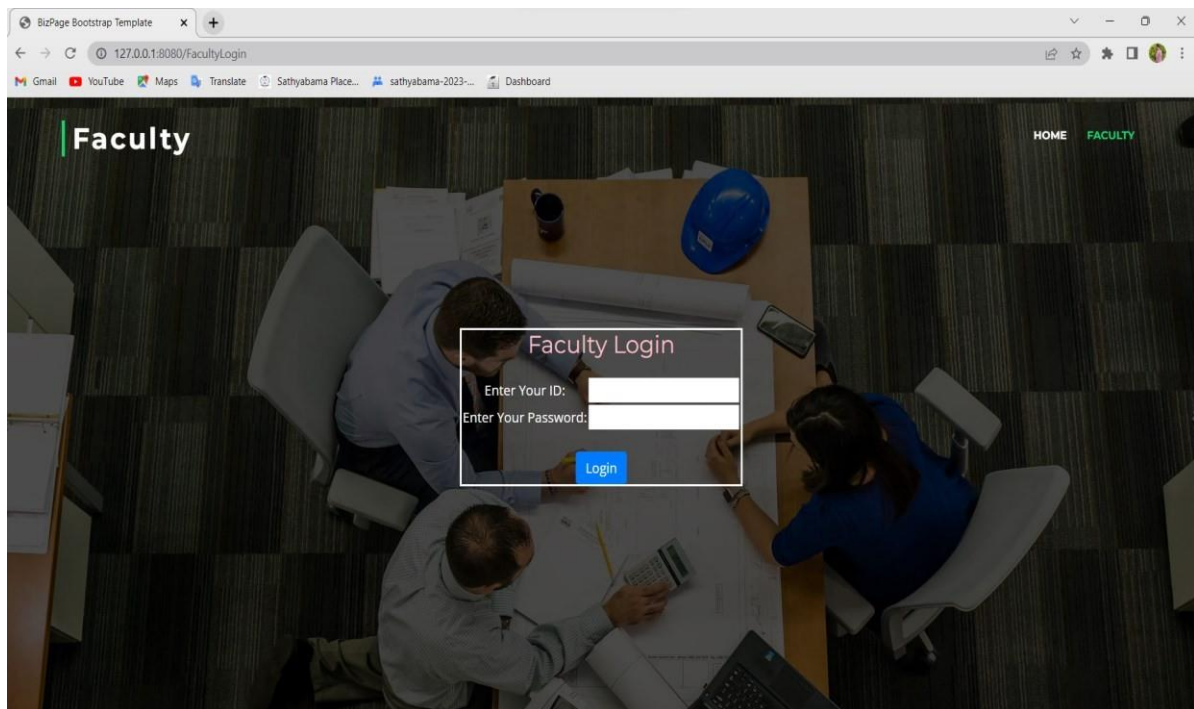 BizPage Bootstrap Template
127.0.0.1:8080/FacultyLogin
Gmail YouTube Maps Translate Sathyabama Place... sathyabama-2023-... Dashboard
Faculty HOME FACULTY
Faculty Login
Enter Your ID:
Enter Your Password:
Login